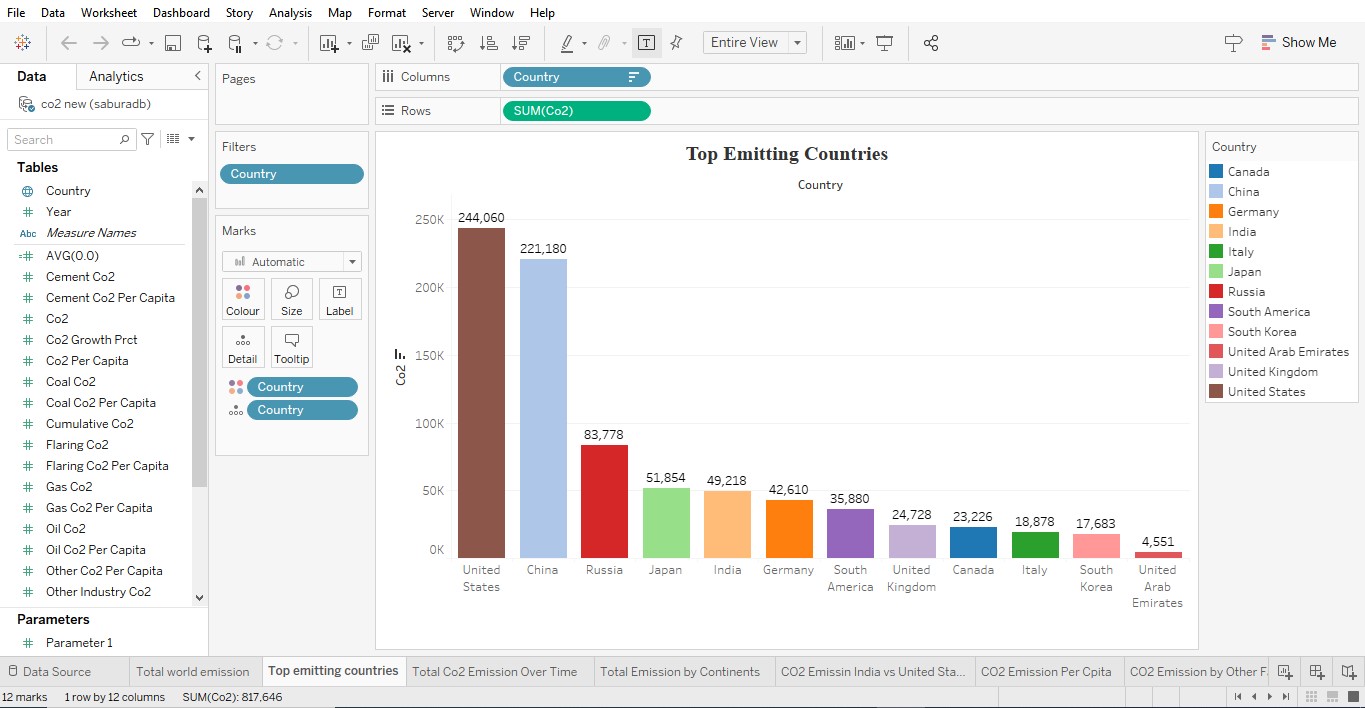 File Data Worksheet Dashboard Story Analysis Map Format Server Window Help
Entire View
Show Me
Data Analytics
co2 new (saburadb)
Search
Tables
Country
Year
Abc Measure Names
AVG(0.0)
Cement Co2
Cement Co2 Per Capita
Co2
Co2 Growth Prct
Co2 Per Capita
Coal Co2
Coal Co2 Per Capita
Cumulative Co2
Flaring Co2
Flaring Co2 Per Capita
Gas Co2
Gas Co2 Per Capita
Oil Co2
Oil Co2 Per Capita
Other Co2 Per Capita
Other Industry Co2
Parameters
Parameter 1
Pages
Filters
Country
Marks
Automatic
Colour Size Label
Detail Tooltip
Country
Country
Columns Country
Rows SUM(Co2)
Top Emitting Countries
Country
Co2
250K
200K
150K
100K
50K
0K
244,060
221,180
83,778
51,854
49,218
42,610
35,880
24,728
23,226
18,878
17,683
4,551
United States
China
Russia
Japan
India
Germany
South America
United Kingdom
Canada
Italy
South Korea
United Arab Emirates
Country
Canada
China
Germany
India
Italy
Japan
Russia
South America
South Korea
United Arab Emirates
United Kingdom
United States
Data Source Total world emission Top emitting countries Total Co2 Emission Over Time Total Emission by Continents CO2 Emissin India vs United Sta... CO2 Emission Per Cpita CO2 Emission by Other F
12 marks 1 row by 12 columns SUM(Co2): 817,646